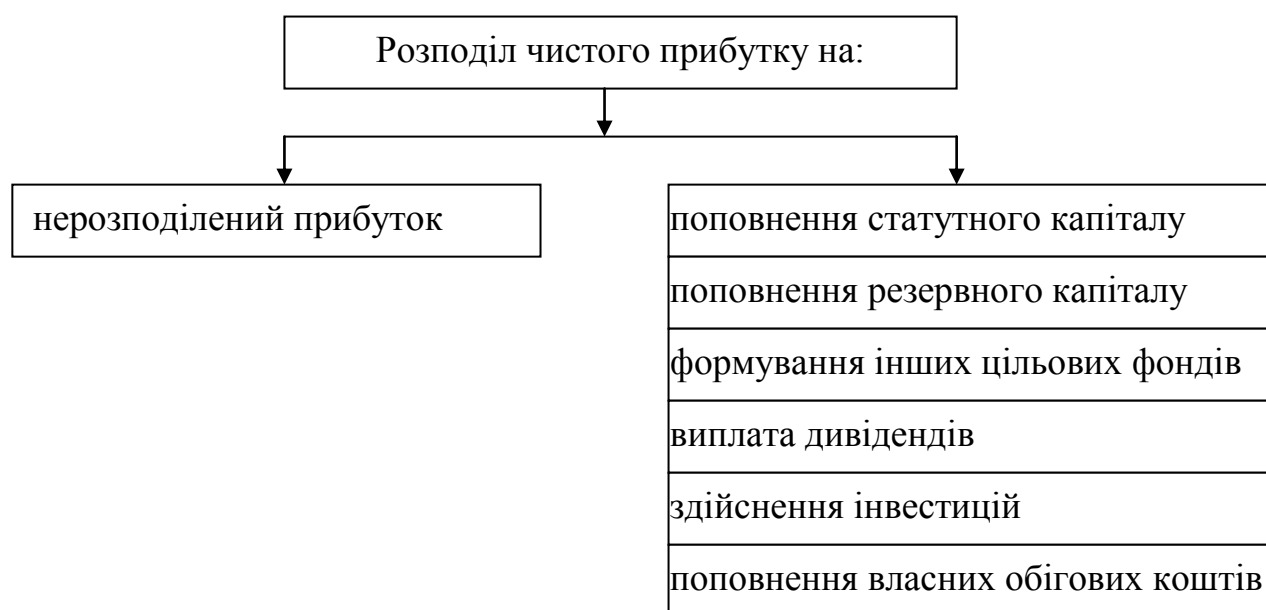 Розподіл чистого прибутку на:
нерозподілений прибуток
поповнення статутного капіталу
поповнення резервного капіталу
формування інших цільових фондів
виплата дивідендів
здійснення інвестицій
поповнення власних обігових коштів